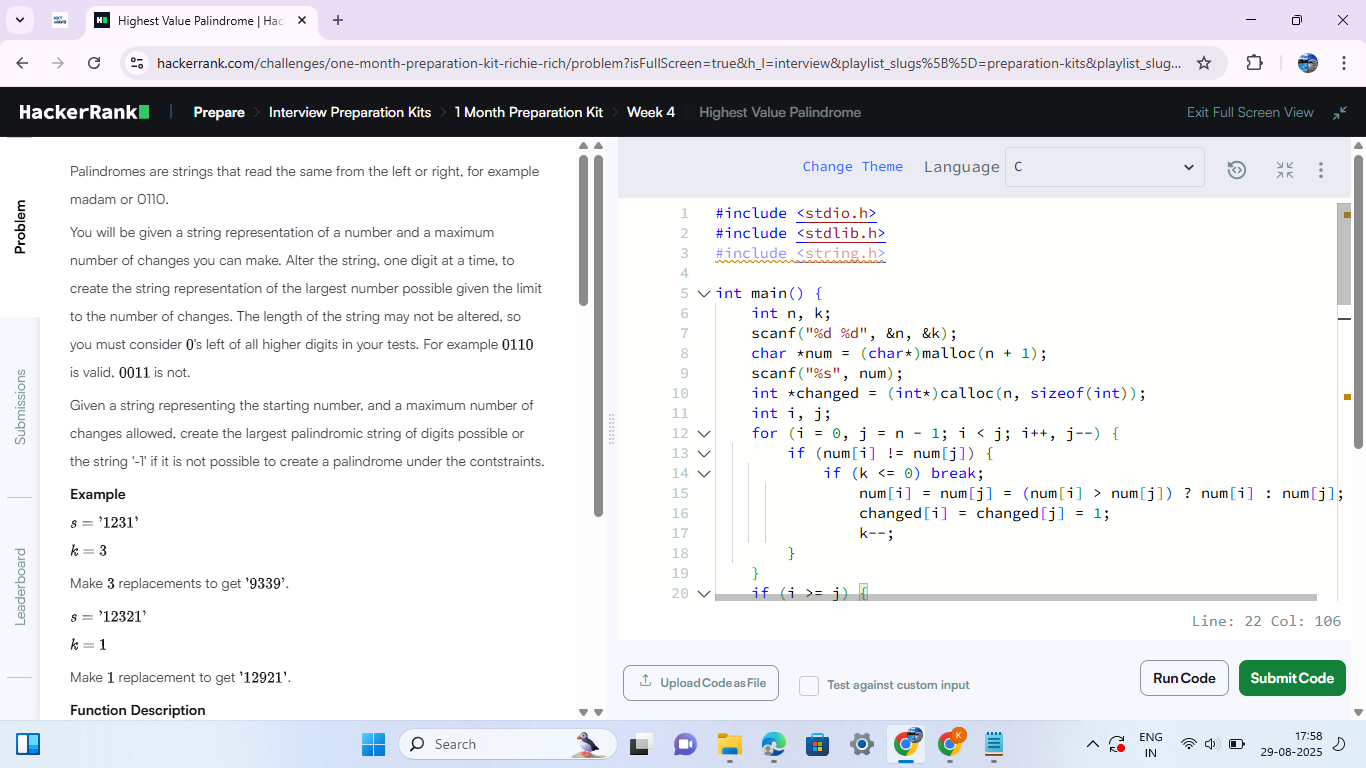 Highest Value Palindrome | Hac
hackerrank.com/challenges/one-month-preparation-kit-richie-rich/problem?isFullScreen=true&h_l=interview&playlist_slugs%5B%5D=preparation-kits&playlist_slug...
HackerRank
Prepare
Interview Preparation Kits
1 Month Preparation Kit
Week 4
Highest Value Palindrome
Exit Full Screen View
Problem
Submissions
Leaderboard
Palindromes are strings that read the same from the left or right, for example
madam or 0110.
You will be given a string representation of a number and a maximum
number of changes you can make. Alter the string, one digit at a time, to
create the string representation of the largest number possible given the limit
to the number of changes. The length of the string may not be altered, so
you must consider 0's left of all higher digits in your tests. For example 0110
is valid, 0011 is not.
Given a string representing the starting number, and a maximum number of
changes allowed, create the largest palindromic string of digits possible or
the string '-1' if it is not possible to create a palindrome under the contstraints.
Example
s = '1231'
k = 3
Make 3 replacements to get '9339'.
s = '12321'
k = 1
Make 1 replacement to get '12921'.
Function Description
Change Theme
Language
C
1 #include <stdio.h>
2 #include <stdlib.h>
3 #include <string.h>
4
5 int main() {
6 int n, k;
7 scanf("%d %d", &n, &k);
8 char *num = (char*)malloc(n + 1);
9 scanf("%s", num);
10 int *changed = (int*)calloc(n, sizeof(int));
11 int i, j;
12 for (i = 0, j = n - 1; i < j; i++, j--) {
13 if (num[i] != num[j]) {
14 if (k <= 0) break;
15 num[i] = num[j] = (num[i] > num[j]) ? num[i] : num[j];
16 changed[i] = changed[j] = 1;
17 k--;
18 }
19 }
20 if (i >= j) {
Line: 22 Col: 106
Upload Code as File
Test against custom input
Run Code
Submit Code
Search
K
ENG
IN
17:58
29-08-2025